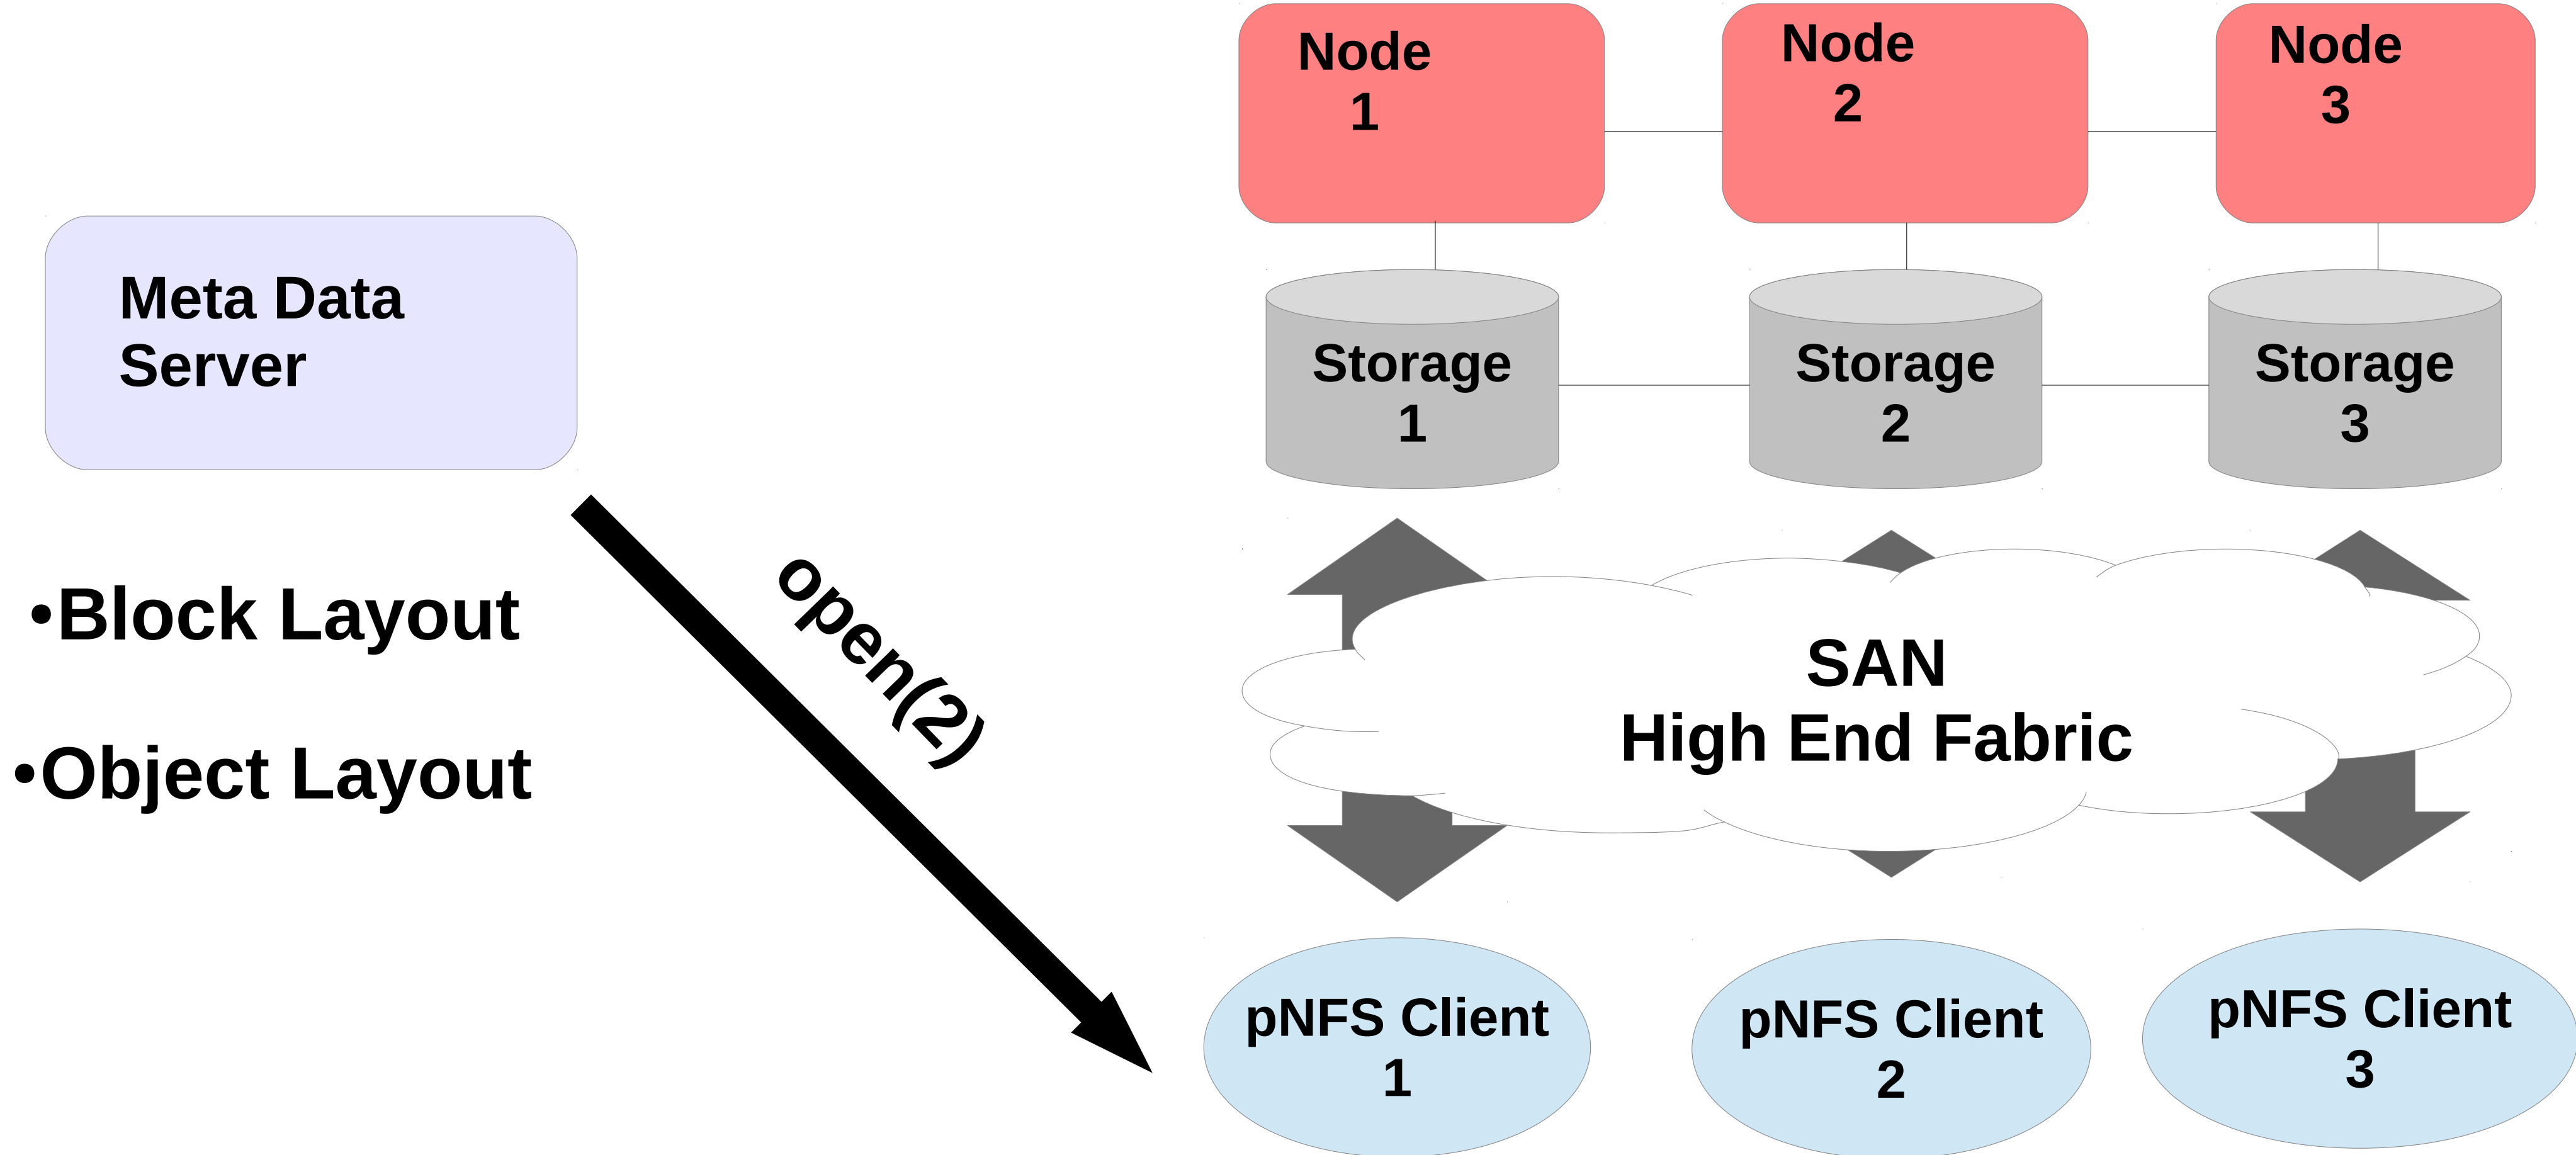 Node
1
Node
2
Node
3
Meta Data
Server
Storage
1
Storage
2
Storage
3
•Block Layout
•Object Layout
open(2)
SAN
High End Fabric
pNFS Client
1
pNFS Client
2
pNFS Client
3